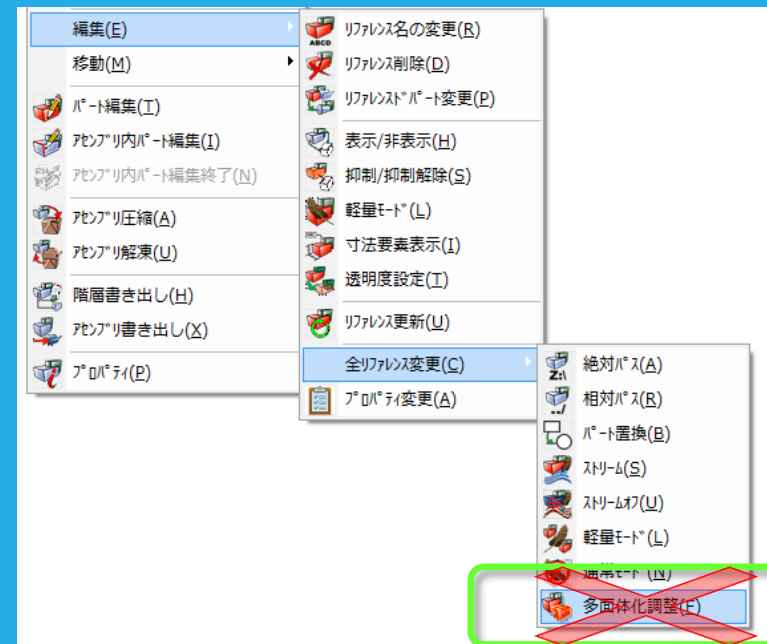 編集(E)
移動(M)
ﾊﾟｰﾄ編集(T)
ｱｾﾝﾌﾞﾘ内ﾊﾟｰﾄ編集(I)
ｱｾﾝﾌﾞﾘ内ﾊﾟｰﾄ編集終了(N)
ｱｾﾝﾌﾞﾘ圧縮(A)
ｱｾﾝﾌﾞﾘ解凍(U)
階層書き出し(H)
ｱｾﾝﾌﾞﾘ書き出し(X)
ﾌﾟﾛﾊﾟﾃｨ(P)
ABCD
ﾘﾌｧﾚﾝｽ名の変更(R)
ﾘﾌｧﾚﾝｽ削除(D)
ﾘﾌｧﾚﾝｽﾄﾞﾊﾟｰﾄ変更(P)
表示/非表示(H)
抑制/抑制解除(S)
軽量ﾓｰﾄﾞ(L)
寸法要素表示(I)
透明度設定(T)
ﾘﾌｧﾚﾝｽ更新(U)
全ﾘﾌｧﾚﾝｽ変更(C)
ﾌﾟﾛﾊﾟﾃｨ変更(A)
Z:\
絶対ﾊﾟｽ(A)
../
相対ﾊﾟｽ(R)
ﾊﾟｰﾄ置換(B)
ｽﾄﾘｰﾑ(S)
ｽﾄﾘｰﾑｵﾌ(U)
軽量ﾓｰﾄﾞ(L)
通常ﾓｰﾄﾞ(N)
多面体化調整(F)